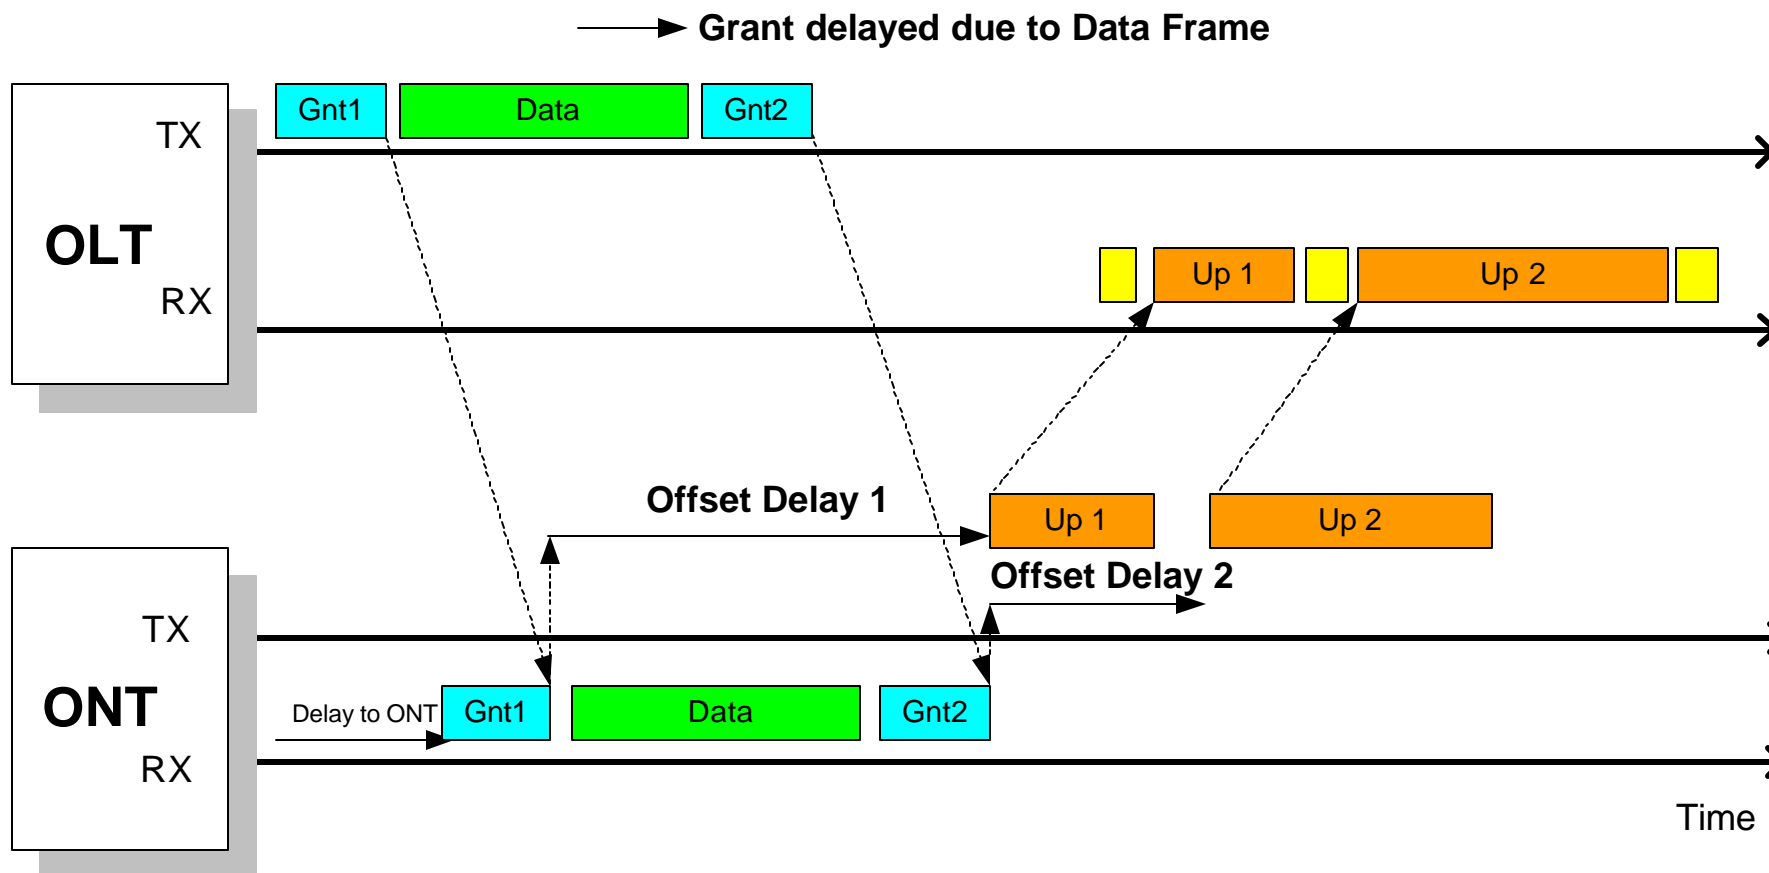 Grant delayed due to Data Frame
Gnt1
Data
Gnt2
TX
OLT
Up 1
Up 2
RX
Offset Delay 1
Up 1
Up 2
Offset Delay 2
TX
ONT
Delay to ONT
Gnt1
Data
Gnt2
RX
Time